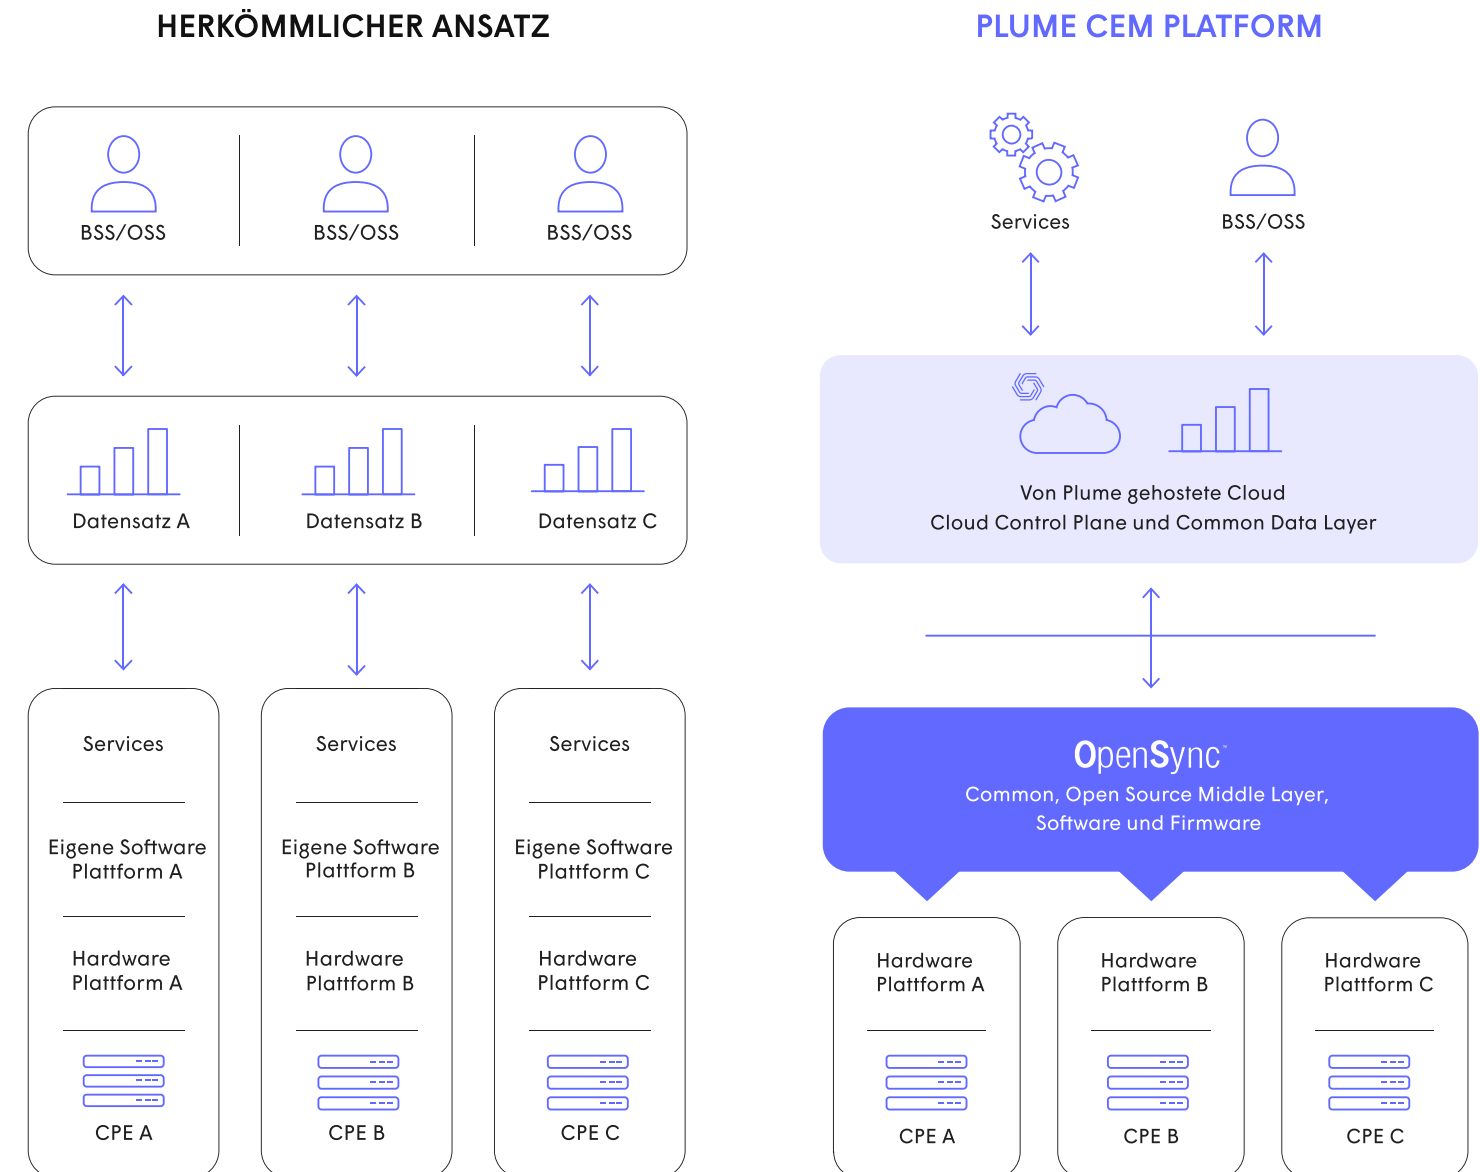 HERKÖMMLICHER ANSATZ
BSS/OSS
BSS/OSS
BSS/OSS
Datensatz A
Datensatz B
Datensatz C
Services
Eigene Software
Plattform A
Hardware
Plattform A
CPE A
Services
Eigene Software
Plattform B
Hardware
Plattform B
CPE B
Services
Eigene Software
Plattform C
Hardware
Plattform C
CPE C
PLUME CEM PLATFORM
Services
BSS/OSS
Von Plume gehostete Cloud
Cloud Control Plane und Common Data Layer
OpenSync™
Common, Open Source Middle Layer,
Software und Firmware
Hardware
Plattform A
CPE A
Hardware
Plattform B
CPE B
Hardware
Plattform C
CPE C